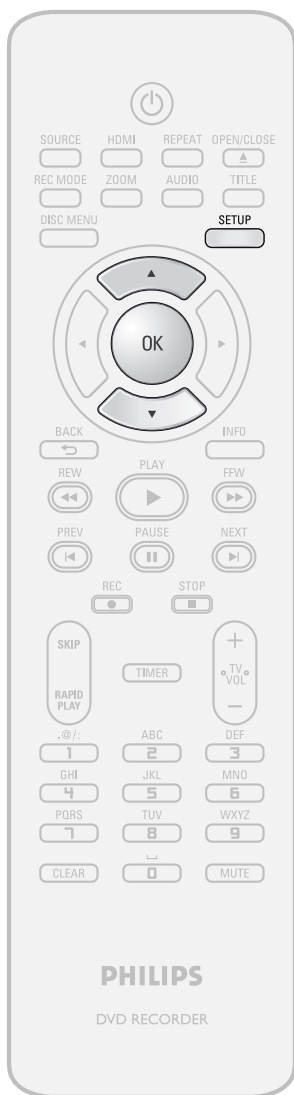 SOURCE HDMI REPEAT OPEN/CLOSE
REC MODE ZOOM AUDIO TITLE
DISC MENU SETUP
OK
BACK INFO
REW PLAY FFW
PREV PAUSE NEXT
REC STOP
SKIP +
TIMER TV
VOL
RAPID
PLAY –
.@/: ABC DEF
1 2 3
GHI JKL MNO
4 5 6
PQRS TUV WXYZ
7 8 9
CLEAR 0 MUTE
PHILIPS
DVD RECORDER